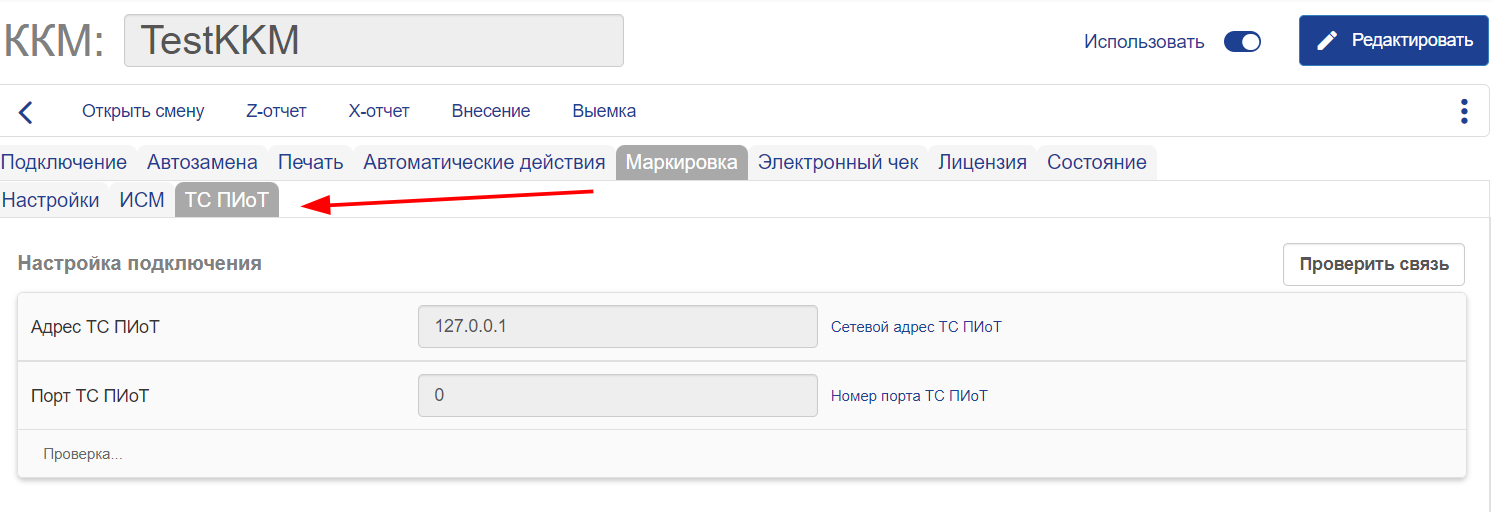 ККМ: TestKKM Использовать Редактировать
Открыть смену Z-отчет X-отчет Внесение Выемка
Подключение Автозамена Печать Автоматические действия Маркировка Электронный чек Лицензия Состояние
Настройки ИСМ ТС ПИоТ
Настройка подключения Проверить связь
Адрес ТС ПИоТ 127.0.0.1 Сетевой адрес ТС ПИоТ
Порт ТС ПИоТ 0 Номер порта ТС ПИоТ
Проверка...